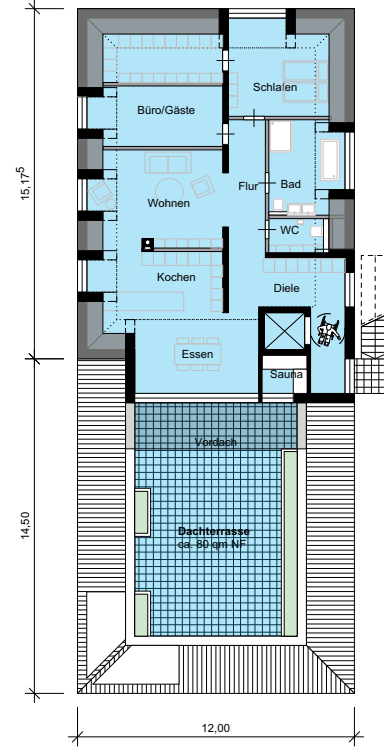 Schlafen
Büro/Gäste
15,17⁵
Flur
Bad
Wohnen
WC
Kochen
Diele
Essen
Sauna
Vordach
14,50
Dachterrasse
ca. 80 qm NF
12,00